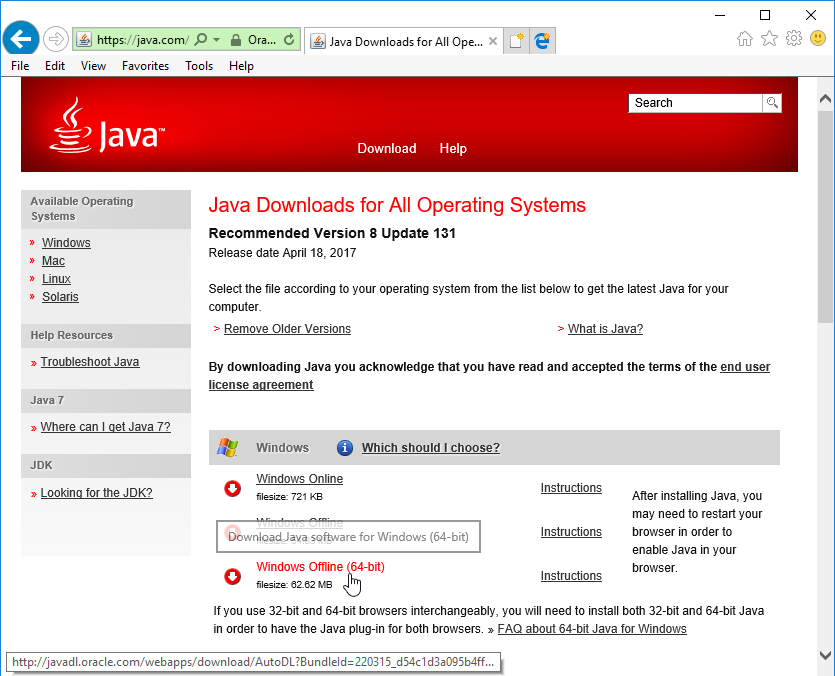 https://java.com/
Ora...
Java Downloads for All Ope...
File Edit View Favorites Tools Help
Java™
Search
Download Help
Available Operating
Systems
» Windows
» Mac
» Linux
» Solaris
Help Resources
» Troubleshoot Java
Java 7
» Where can I get Java 7?
JDK
» Looking for the JDK?
Java Downloads for All Operating Systems
Recommended Version 8 Update 131
Release date April 18, 2017
Select the file according to your operating system from the list below to get the latest Java for your
computer.
> Remove Older Versions
> What is Java?
By downloading Java you acknowledge that you have read and accepted the terms of the end user
license agreement
Windows
Which should I choose?
Windows Online
filesize: 721 KB
Instructions
Windows Offline
Instructions
Download Java software for Windows (64-bit)
Windows Offline (64-bit)
filesize: 62.62 MB
Instructions
After installing Java, you
may need to restart your
browser in order to
enable Java in your
browser.
If you use 32-bit and 64-bit browsers interchangeably, you will need to install both 32-bit and 64-bit Java
in order to have the Java plug-in for both browsers. » FAQ about 64-bit Java for Windows
http://javadl.oracle.com/webapps/download/AutoDL?BundleId=220315_d54c1d3a095b4ff...